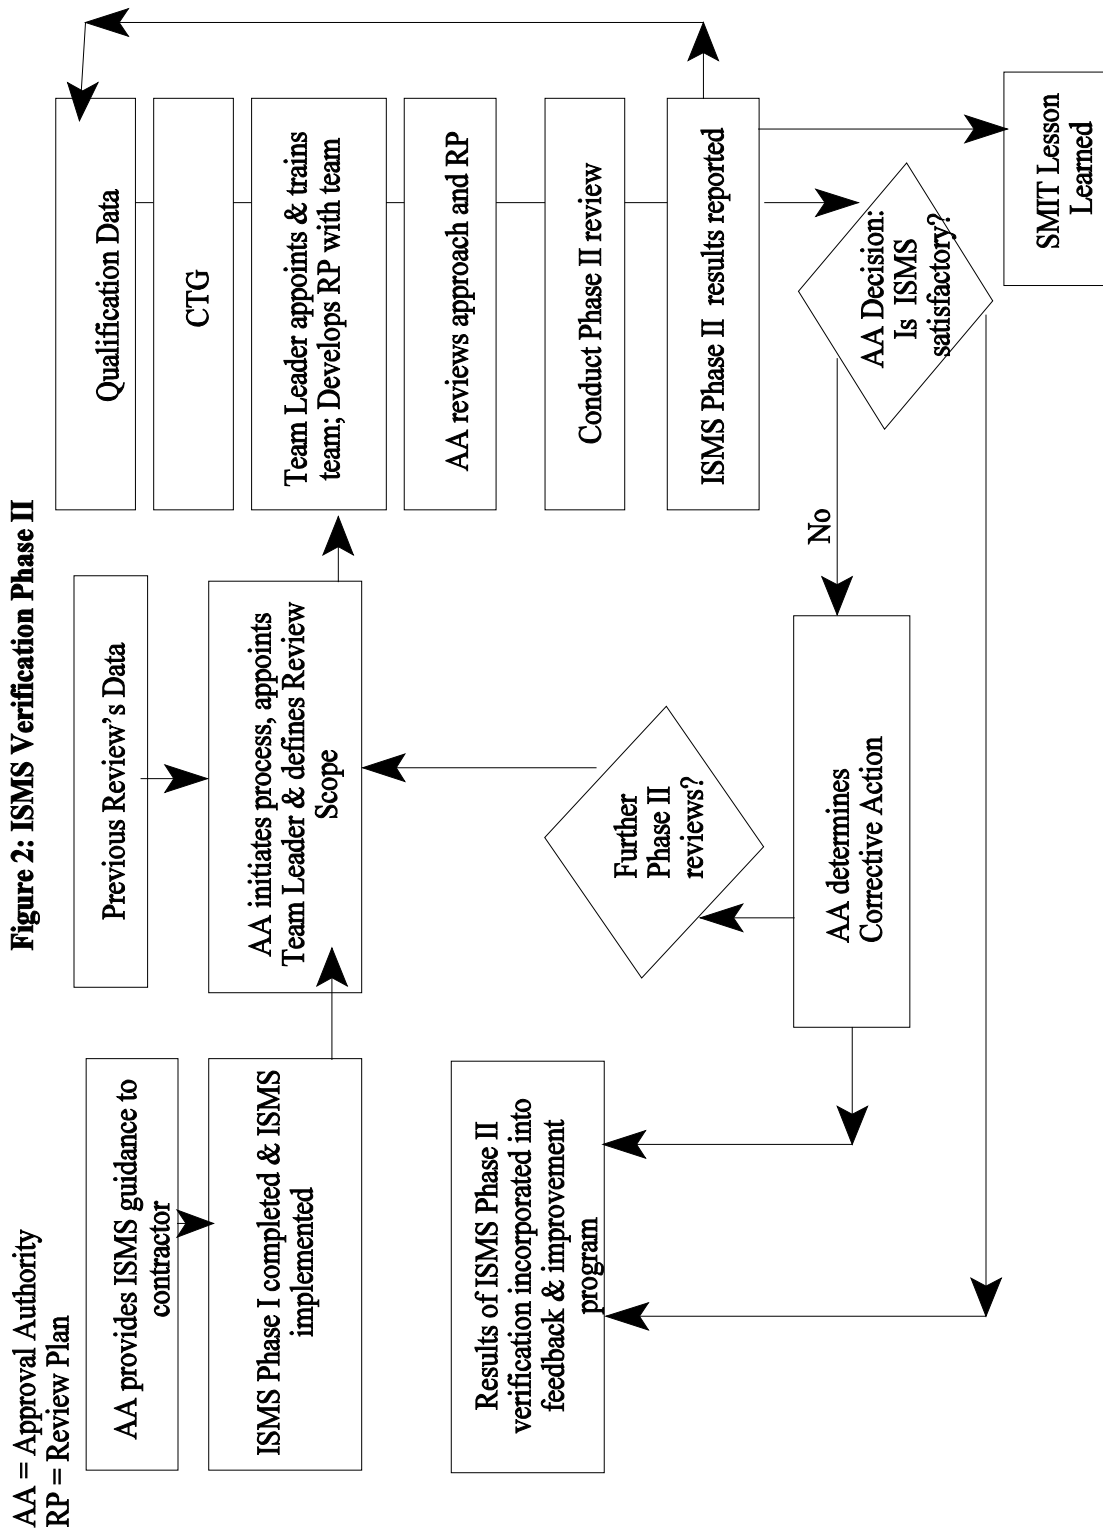 AA = Approval Authority
RP = Review Plan
Figure 2: ISMS Verification Phase II
AA provides ISMS guidance to
contractor
ISMS Phase I completed & ISMS
implemented
Previous Review's Data
AA initiates process, appoints
Team Leader & defines Review
Scope
Qualification Data
CTG
Team Leader appoints & trains
team; Develops RP with team
AA reviews approach and RP
Conduct Phase II review
ISMS Phase II results reported
AA Decision:
Is ISMS
satisfactory?
SMIT Lesson
Learned
No
AA determines
Corrective Action
Further
Phase II
reviews?
Results of ISMS Phase II
verification incorporated into
feedback & improvement
program